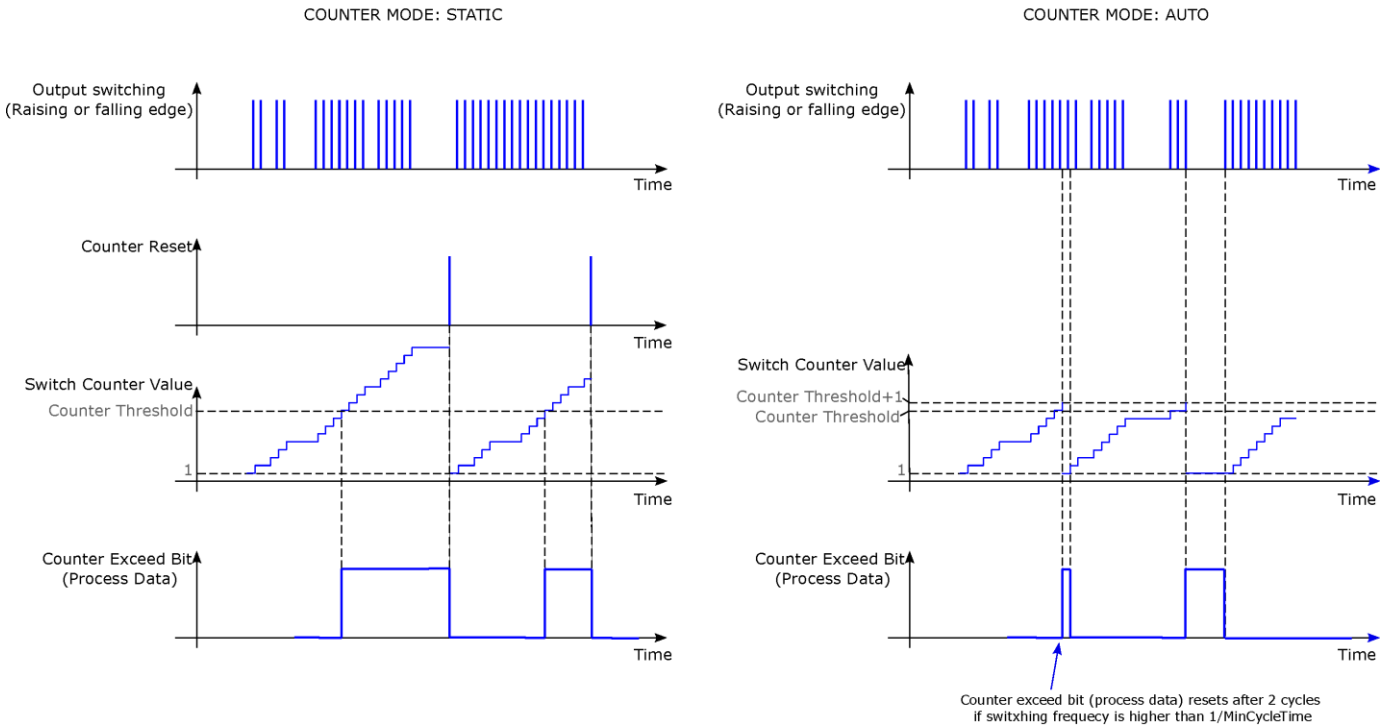 COUNTER MODE: STATIC
Output switching
(Raising or falling edge)
Time
Counter Reset
Time
Switch Counter Value
Counter Threshold
1
Time
Counter Exceed Bit
(Process Data)
Time
COUNTER MODE: AUTO
Output switching
(Raising or falling edge)
Time
Switch Counter Value
Counter Threshold+1
Counter Threshold
1
Time
Counter Exceed Bit
(Process Data)
Time
Counter exceed bit (process data) resets after 2 cycles
if switxhing frequecy is higher than 1/MinCycleTime